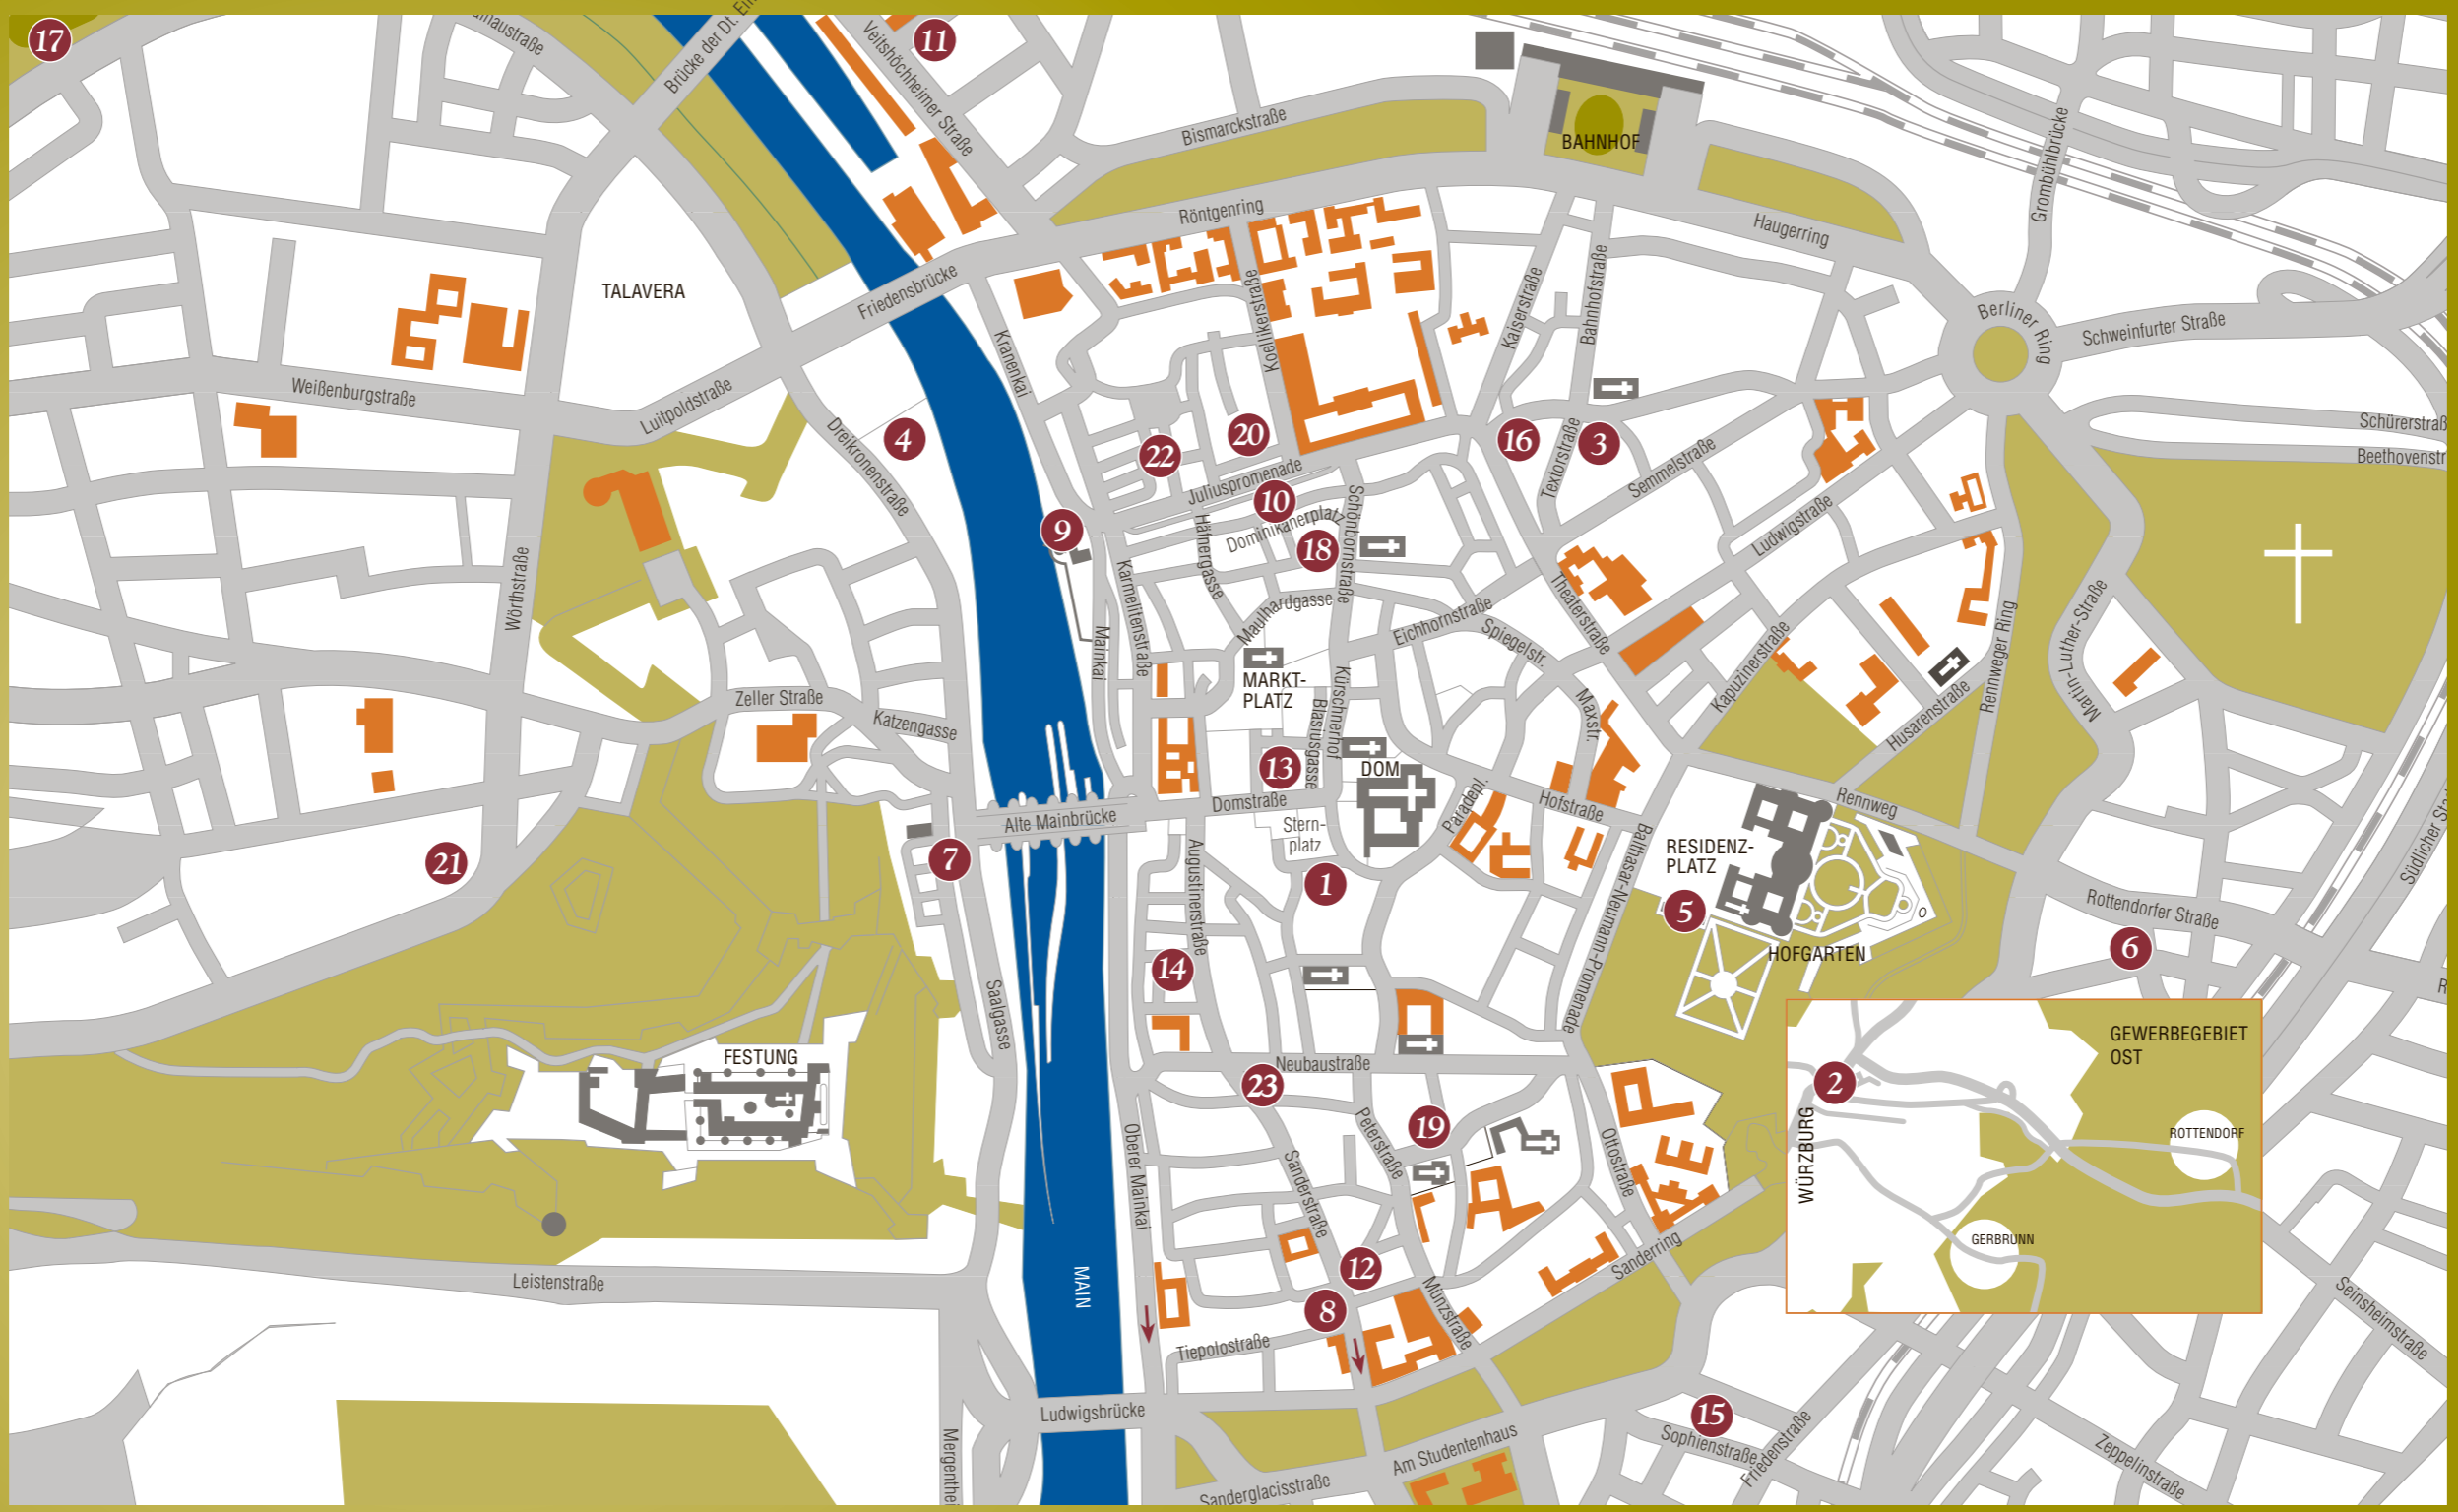 17
11
Brücke der Dt. Ein
Veitshöchheimer Straße
Bismarckstraße
BAHNHOF
Grombühlbrücke
Röntgenring
Haugerring
TALAVERA
Friedensbrücke
Kranenkai
Koellikerstraße
Kaiserstraße
Bahnhofstraße
Berliner Ring
Schweinfurter Straße
Weißenburgstraße
Luitpoldstraße
Dreikronenstraße
4
22
20
16
3
Textorstraße
Semmelstraße
Schürerstraß
Beethovenstr
Juliuspromenade
10
Dominikanerplatz
18
Schönbornstraße
9
Häfnergasse
Karmelitenstraße
Mainkai
Maulhardgasse
Eichhornstraße
Spiegelstr.
Theaterstraße
Ludwigstraße
Kapuzinerstraße
Husarenstraße
Rennweger Ring
Martin-Luther-Straße
Wörthstraße
Zeller Straße
Katzengasse
MARKT-
PLATZ
Blasiusgasse
Kürschnerhof
Maxstr.
13
DOM
Domstraße
Alte Mainbrücke
Stern-
platz
Paradepl.
Hofstraße
Rennweg
RESIDENZ-
PLATZ
Balthasar-Neumann-Promenade
21
7
1
5
HOFGARTEN
Rottendorfer Straße
6
Südlicher Sta
R
Augustinerstraße
14
Saalgasse
FESTUNG
Neubaustraße
23
19
Peterstraße
Ottostraße
GEWERBEGEBIET
OST
2
WÜRZBURG
ROTTENDORF
GERBRUNN
Oberer Mainkai
Sanderstraße
12
8
Münzstraße
Sanderring
Leistenstraße
MAIN
Tiepolostraße
Seinsheimstraße
Ludwigsbrücke
15
Sophienstraße
Friedenstraße
Zeppelinstraße
Mergenthei
Am Studentenhaus
Sanderglacisstraße